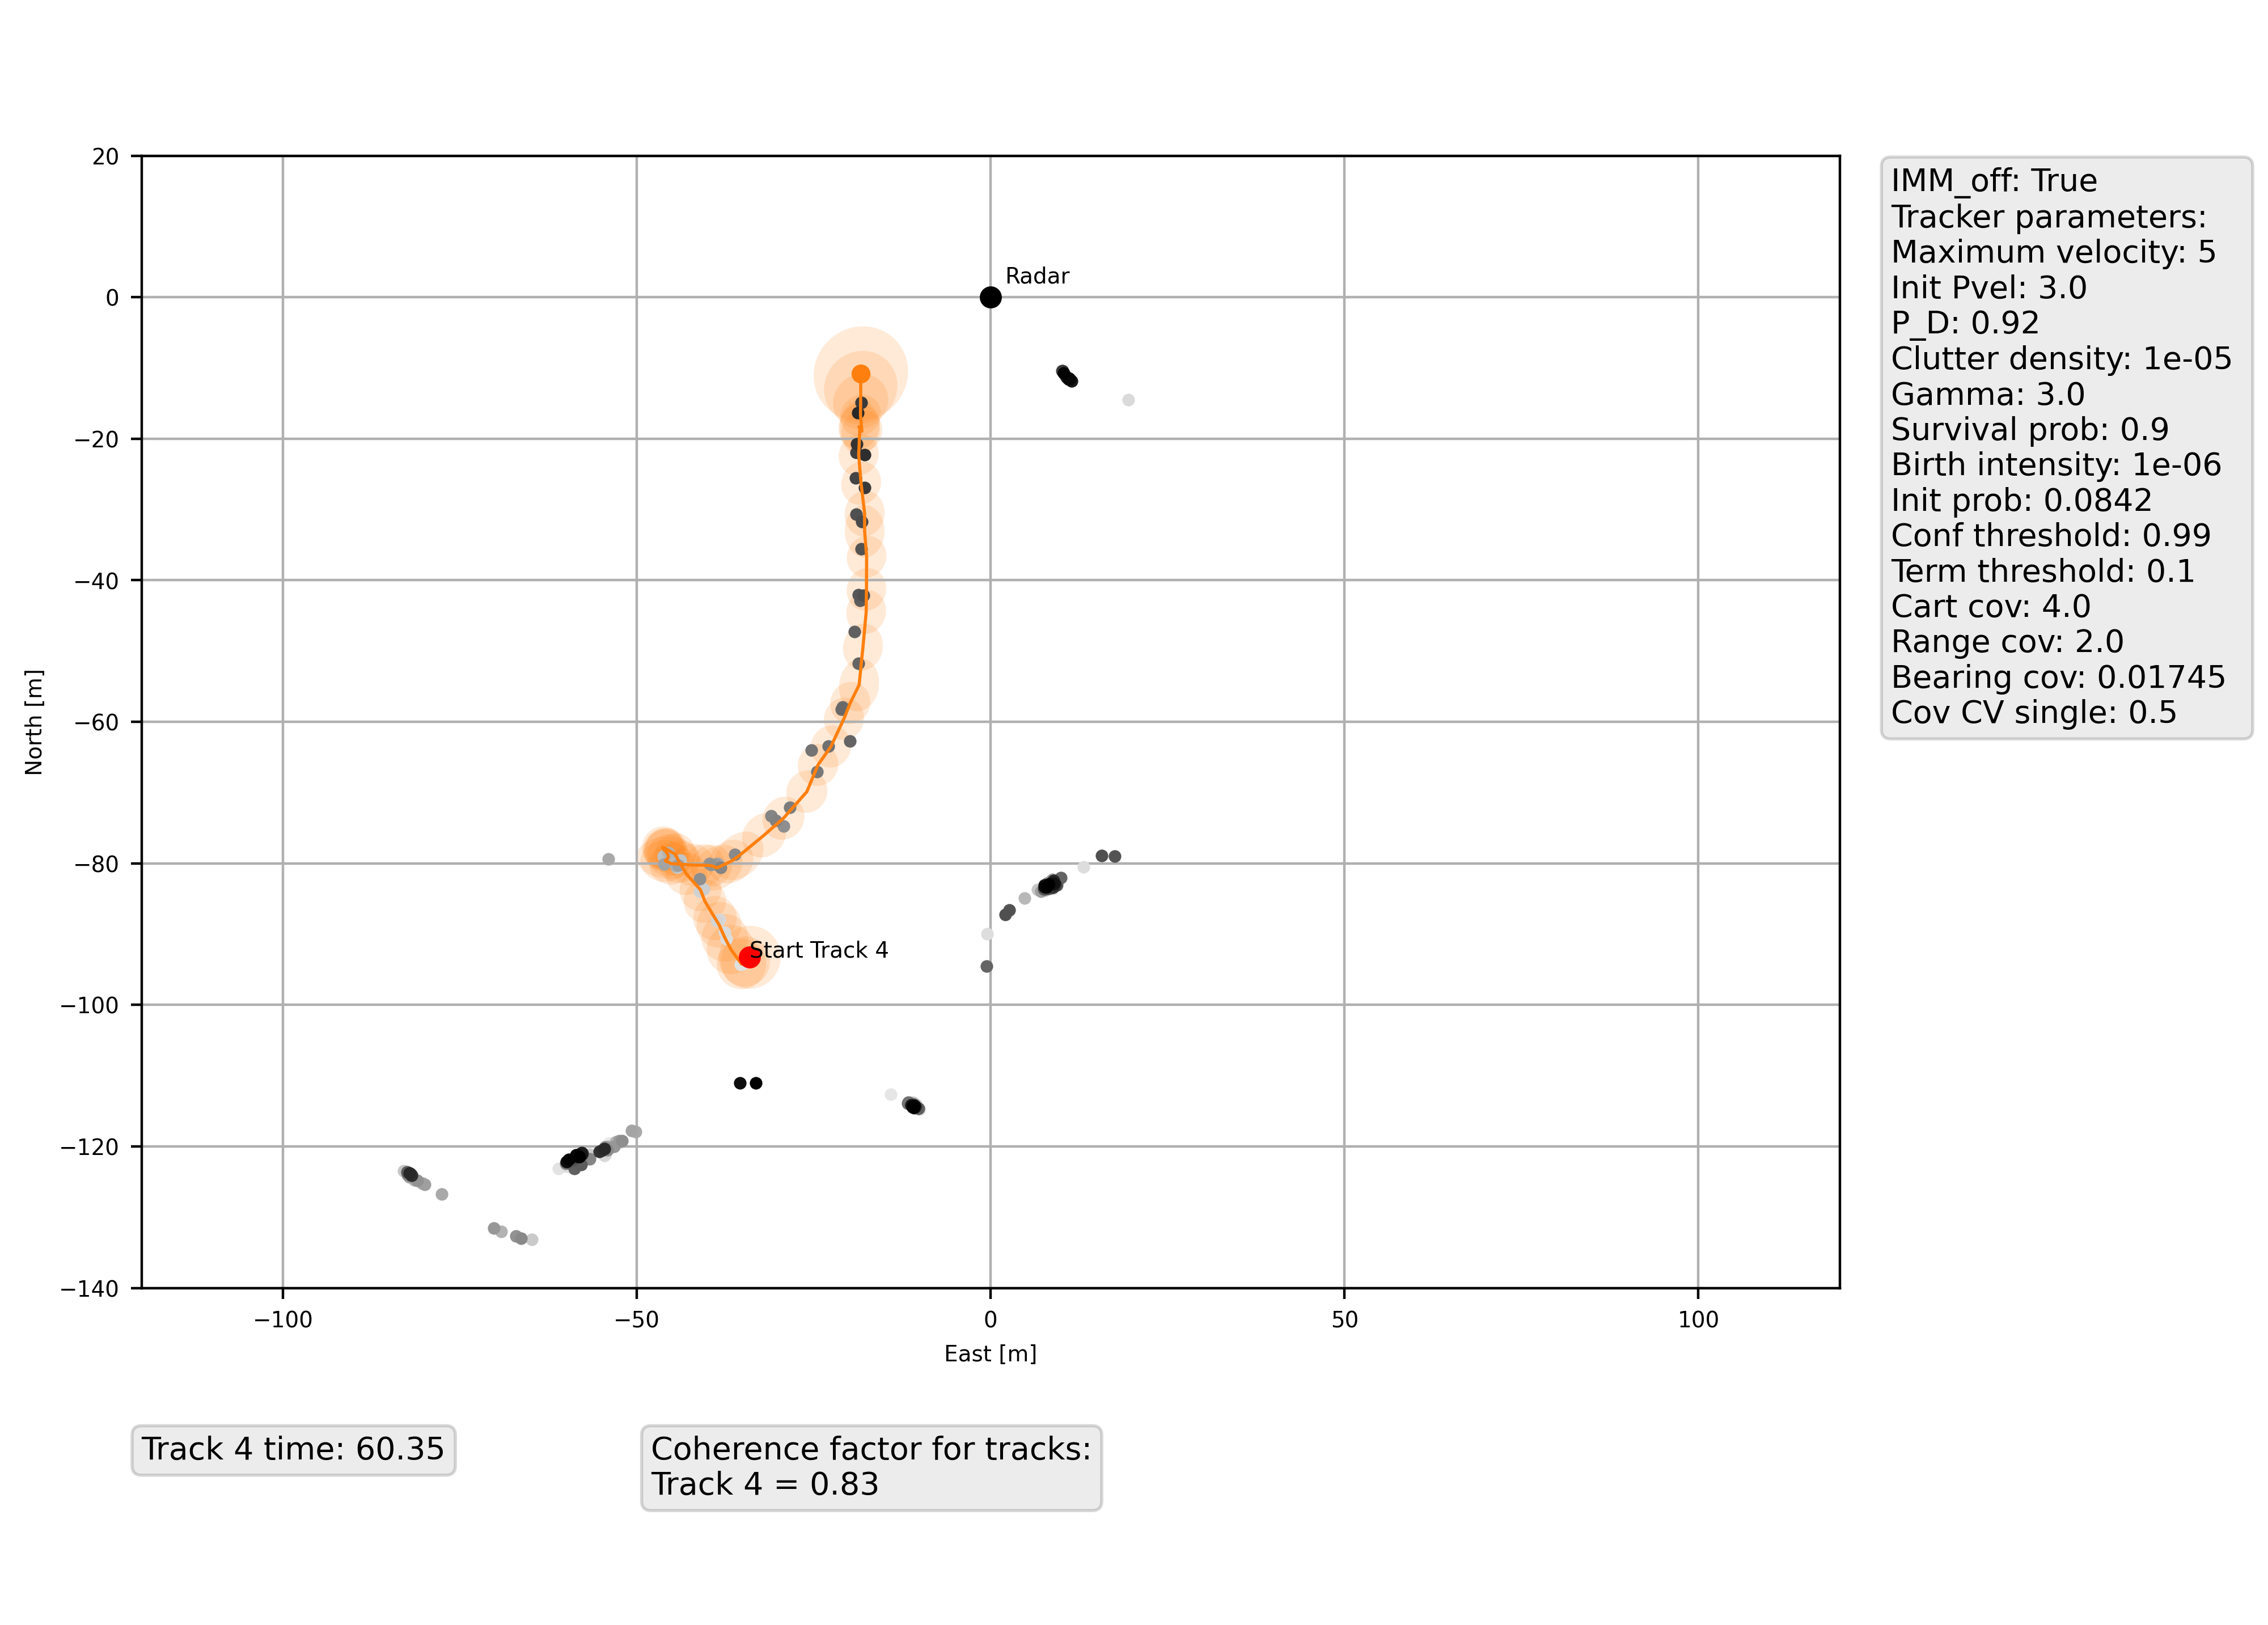 Radar
Start Track 4
20
0
−20
−40
−60
−80
−100
−120
−140
North [m]
−100
−50
0
50
100
East [m]
IMM_off: True
Tracker parameters:
Maximum velocity: 5
Init Pvel: 3.0
P_D: 0.92
Clutter density: 1e-05
Gamma: 3.0
Survival prob: 0.9
Birth intensity: 1e-06
Init prob: 0.0842
Conf threshold: 0.99
Term threshold: 0.1
Cart cov: 4.0
Range cov: 2.0
Bearing cov: 0.01745
Cov CV single: 0.5
Track 4 time: 60.35
Coherence factor for tracks:
Track 4 = 0.83